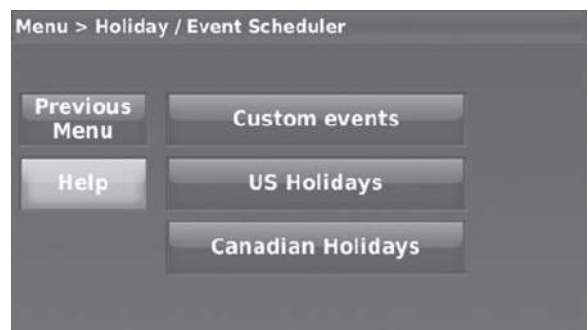 Menu > Holiday / Event Scheduler
Previous
Menu
Custom events
Help
US Holidays
Canadian Holidays